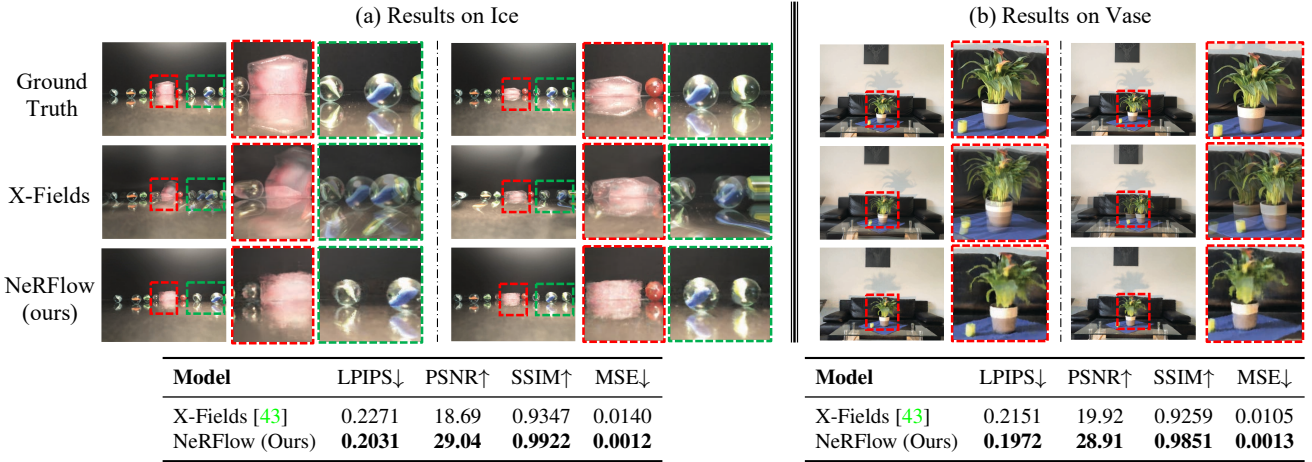 (a) Results on Ice
(b) Results on Vase
Ground
Truth
X-Fields
NeRFlow
(ours)
Model LPIPS↓ PSNR↑ SSIM↑ MSE↓
X-Fields [43] 0.2271 18.69 0.9347 0.0140
NeRFlow (Ours) 0.2031 29.04 0.9922 0.0012
Model LPIPS↓ PSNR↑ SSIM↑ MSE↓
X-Fields [43] 0.2151 19.92 0.9259 0.0105
NeRFlow (Ours) 0.1972 28.91 0.9851 0.0013